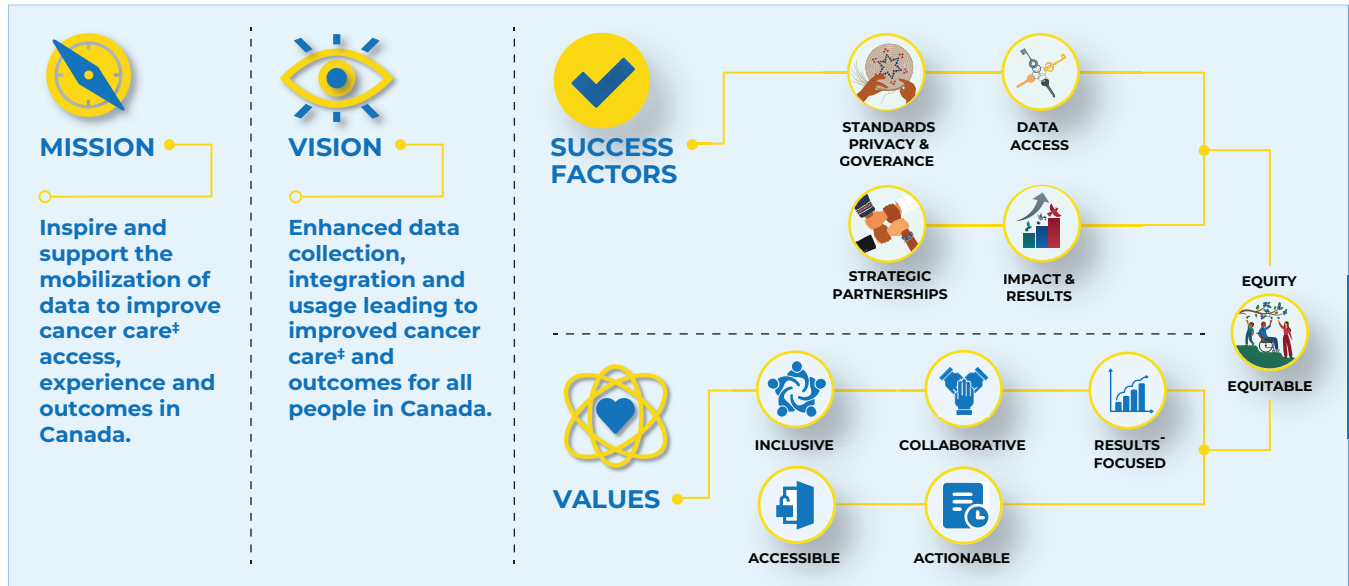 MISSION
Inspire and
support the
mobilization of
data to improve
cancer care‡
access,
experience and
outcomes in
Canada.
VISION
Enhanced data
collection,
integration and
usage leading to
improved cancer
care‡ and
outcomes for all
people in Canada.
SUCCESS
FACTORS
STANDARDS
PRIVACY &
GOVERANCE
DATA
ACCESS
STRATEGIC
PARTNERSHIPS
IMPACT &
RESULTS
EQUITY
EQUITABLE
VALUES
INCLUSIVE
COLLABORATIVE
RESULTS-
FOCUSED
ACCESSIBLE
ACTIONABLE